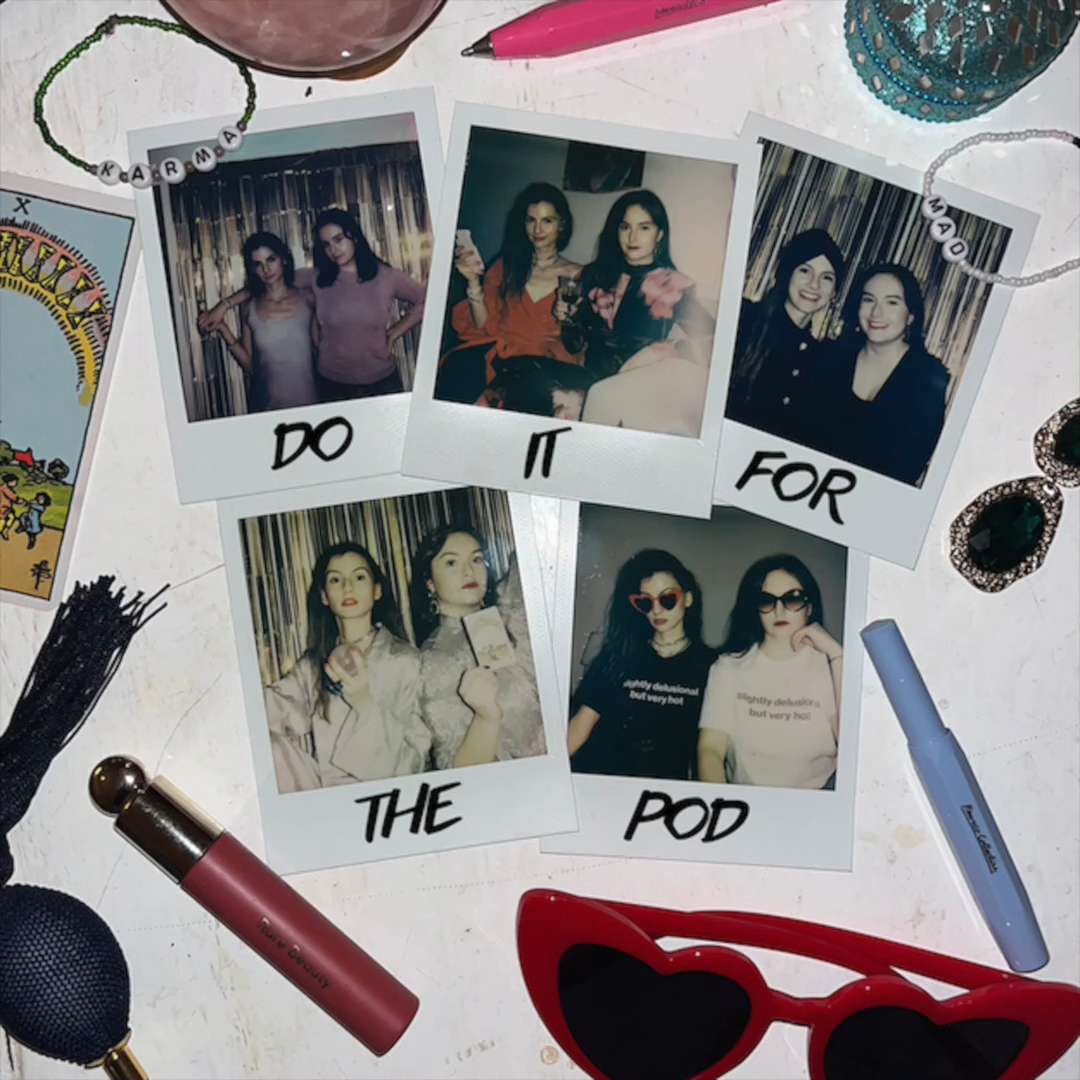 KARMA
MAD
X
DO
IT
FOR
slightly delusional
but very hot
slightly delusional
but very hot
THE
POD
Rare Beauty